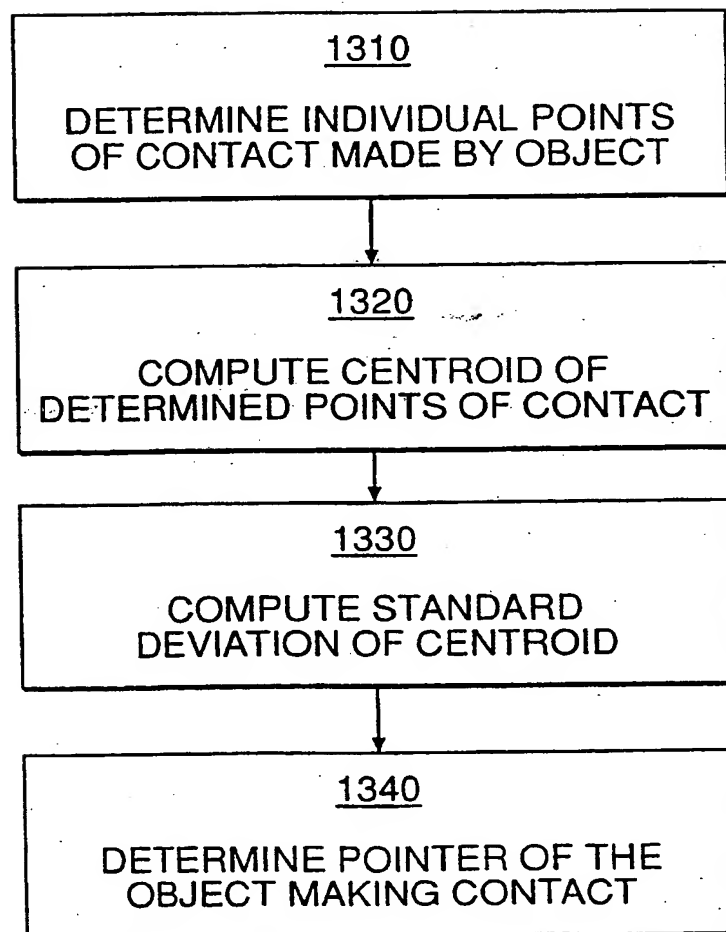 1310
DETERMINE INDIVIDUAL POINTS
OF CONTACT MADE BY OBJECT
1320
COMPUTE CENTROID OF
DETERMINED POINTS OF CONTACT
1330
COMPUTE STANDARD
DEVIATION OF CENTROID
1340
DETERMINE POINTER OF THE
OBJECT MAKING CONTACT